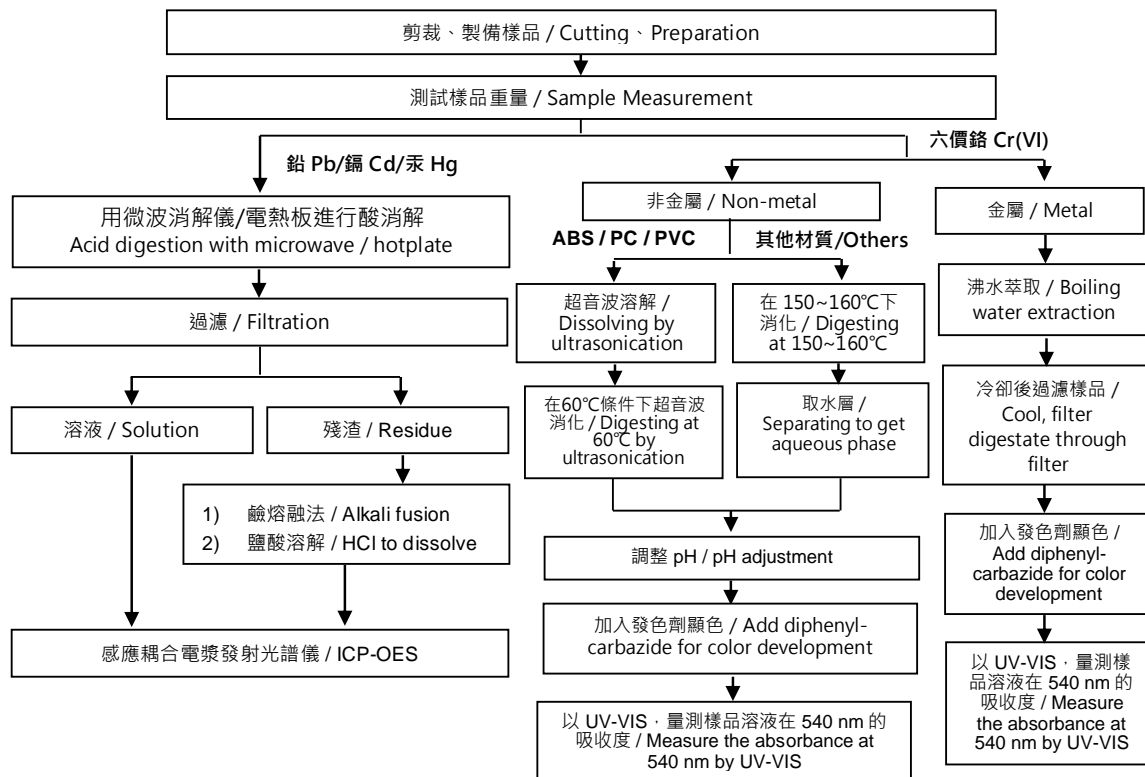 剪裁、製備樣品 / Cutting、Preparation
測試樣品重量 / Sample Measurement
鉛 Pb/鎘 Cd/汞 Hg
用微波消解儀/電熱板進行酸消解
Acid digestion with microwave / hotplate
過濾 / Filtration
溶液 / Solution
殘渣 / Residue
1) 鹼熔融法 / Alkali fusion
2) 鹽酸溶解 / HCl to dissolve
感應耦合電漿發射光譜儀 / ICP-OES
六價鉻 Cr(VI)
非金屬 / Non-metal
ABS / PC / PVC
其他材質/Others
超音波溶解 /
Dissolving by
ultrasonication
在60℃條件下超音波
消化 / Digesting at
60℃ by
ultrasonication
在 150~160℃下
消化 / Digesting
at 150~160℃
取水層 /
Separating to get
aqueous phase
調整 pH / pH adjustment
加入發色劑顯色 / Add diphenyl-
carbazide for color development
以 UV-VIS﹐量測樣品溶液在 540 nm 的
吸收度 / Measure the absorbance at
540 nm by UV-VIS
金屬 / Metal
沸水萃取 / Boiling
water extraction
冷卻後過濾樣品 /
Cool, filter
digestate through
filter
加入發色劑顯色 /
Add diphenyl-
carbazide for color
development
以 UV-VIS﹐量測樣
品溶液在 540 nm 的
吸收度 / Measure
the absorbance at
540 nm by UV-VIS